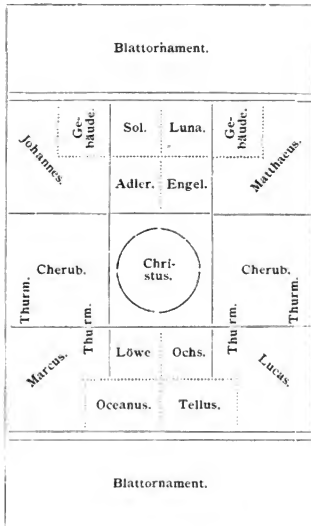 Blattornament.
Johannes.
Ge-
bäude.
Sol.
Luna.
Ge-
bäude.
Matthaeus.
Adler.
Engel.
Cherub.
Chri-
stus.
Cherub.
Thurm.
Thurm.
Thurm.
Thurm.
Marcus.
Löwe
Ochs.
Lucas.
Oceanus.
Tellus.
Blattornament.